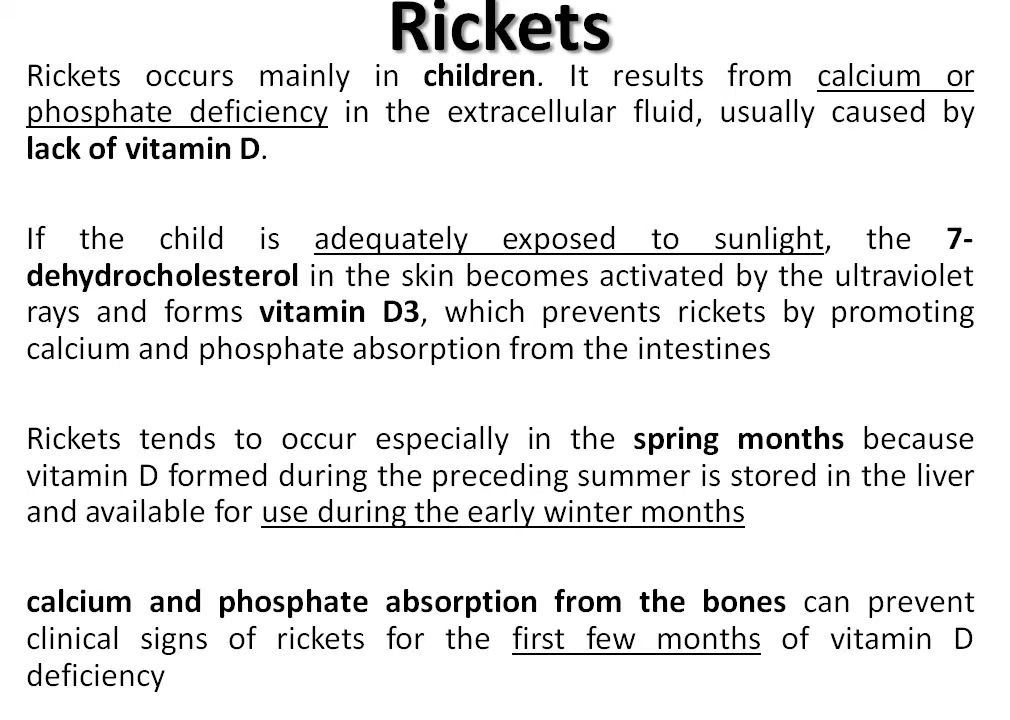 Rickets
Rickets occurs mainly in children. It results from calcium or
phosphate deficiency in the extracellular fluid, usually caused by
lack of vitamin D.
If the child is adequately exposed to sunlight, the 7-
dehydrocholesterol in the skin becomes activated by the ultraviolet
rays and forms vitamin D3, which prevents rickets by promoting
calcium and phosphate absorption from the intestines
Rickets tends to occur especially in the spring months because
vitamin D formed during the preceding summer is stored in the liver
and available for use during the early winter months
calcium and phosphate absorption from the bones can prevent
clinical signs of rickets for the first few months of vitamin D
deficiency